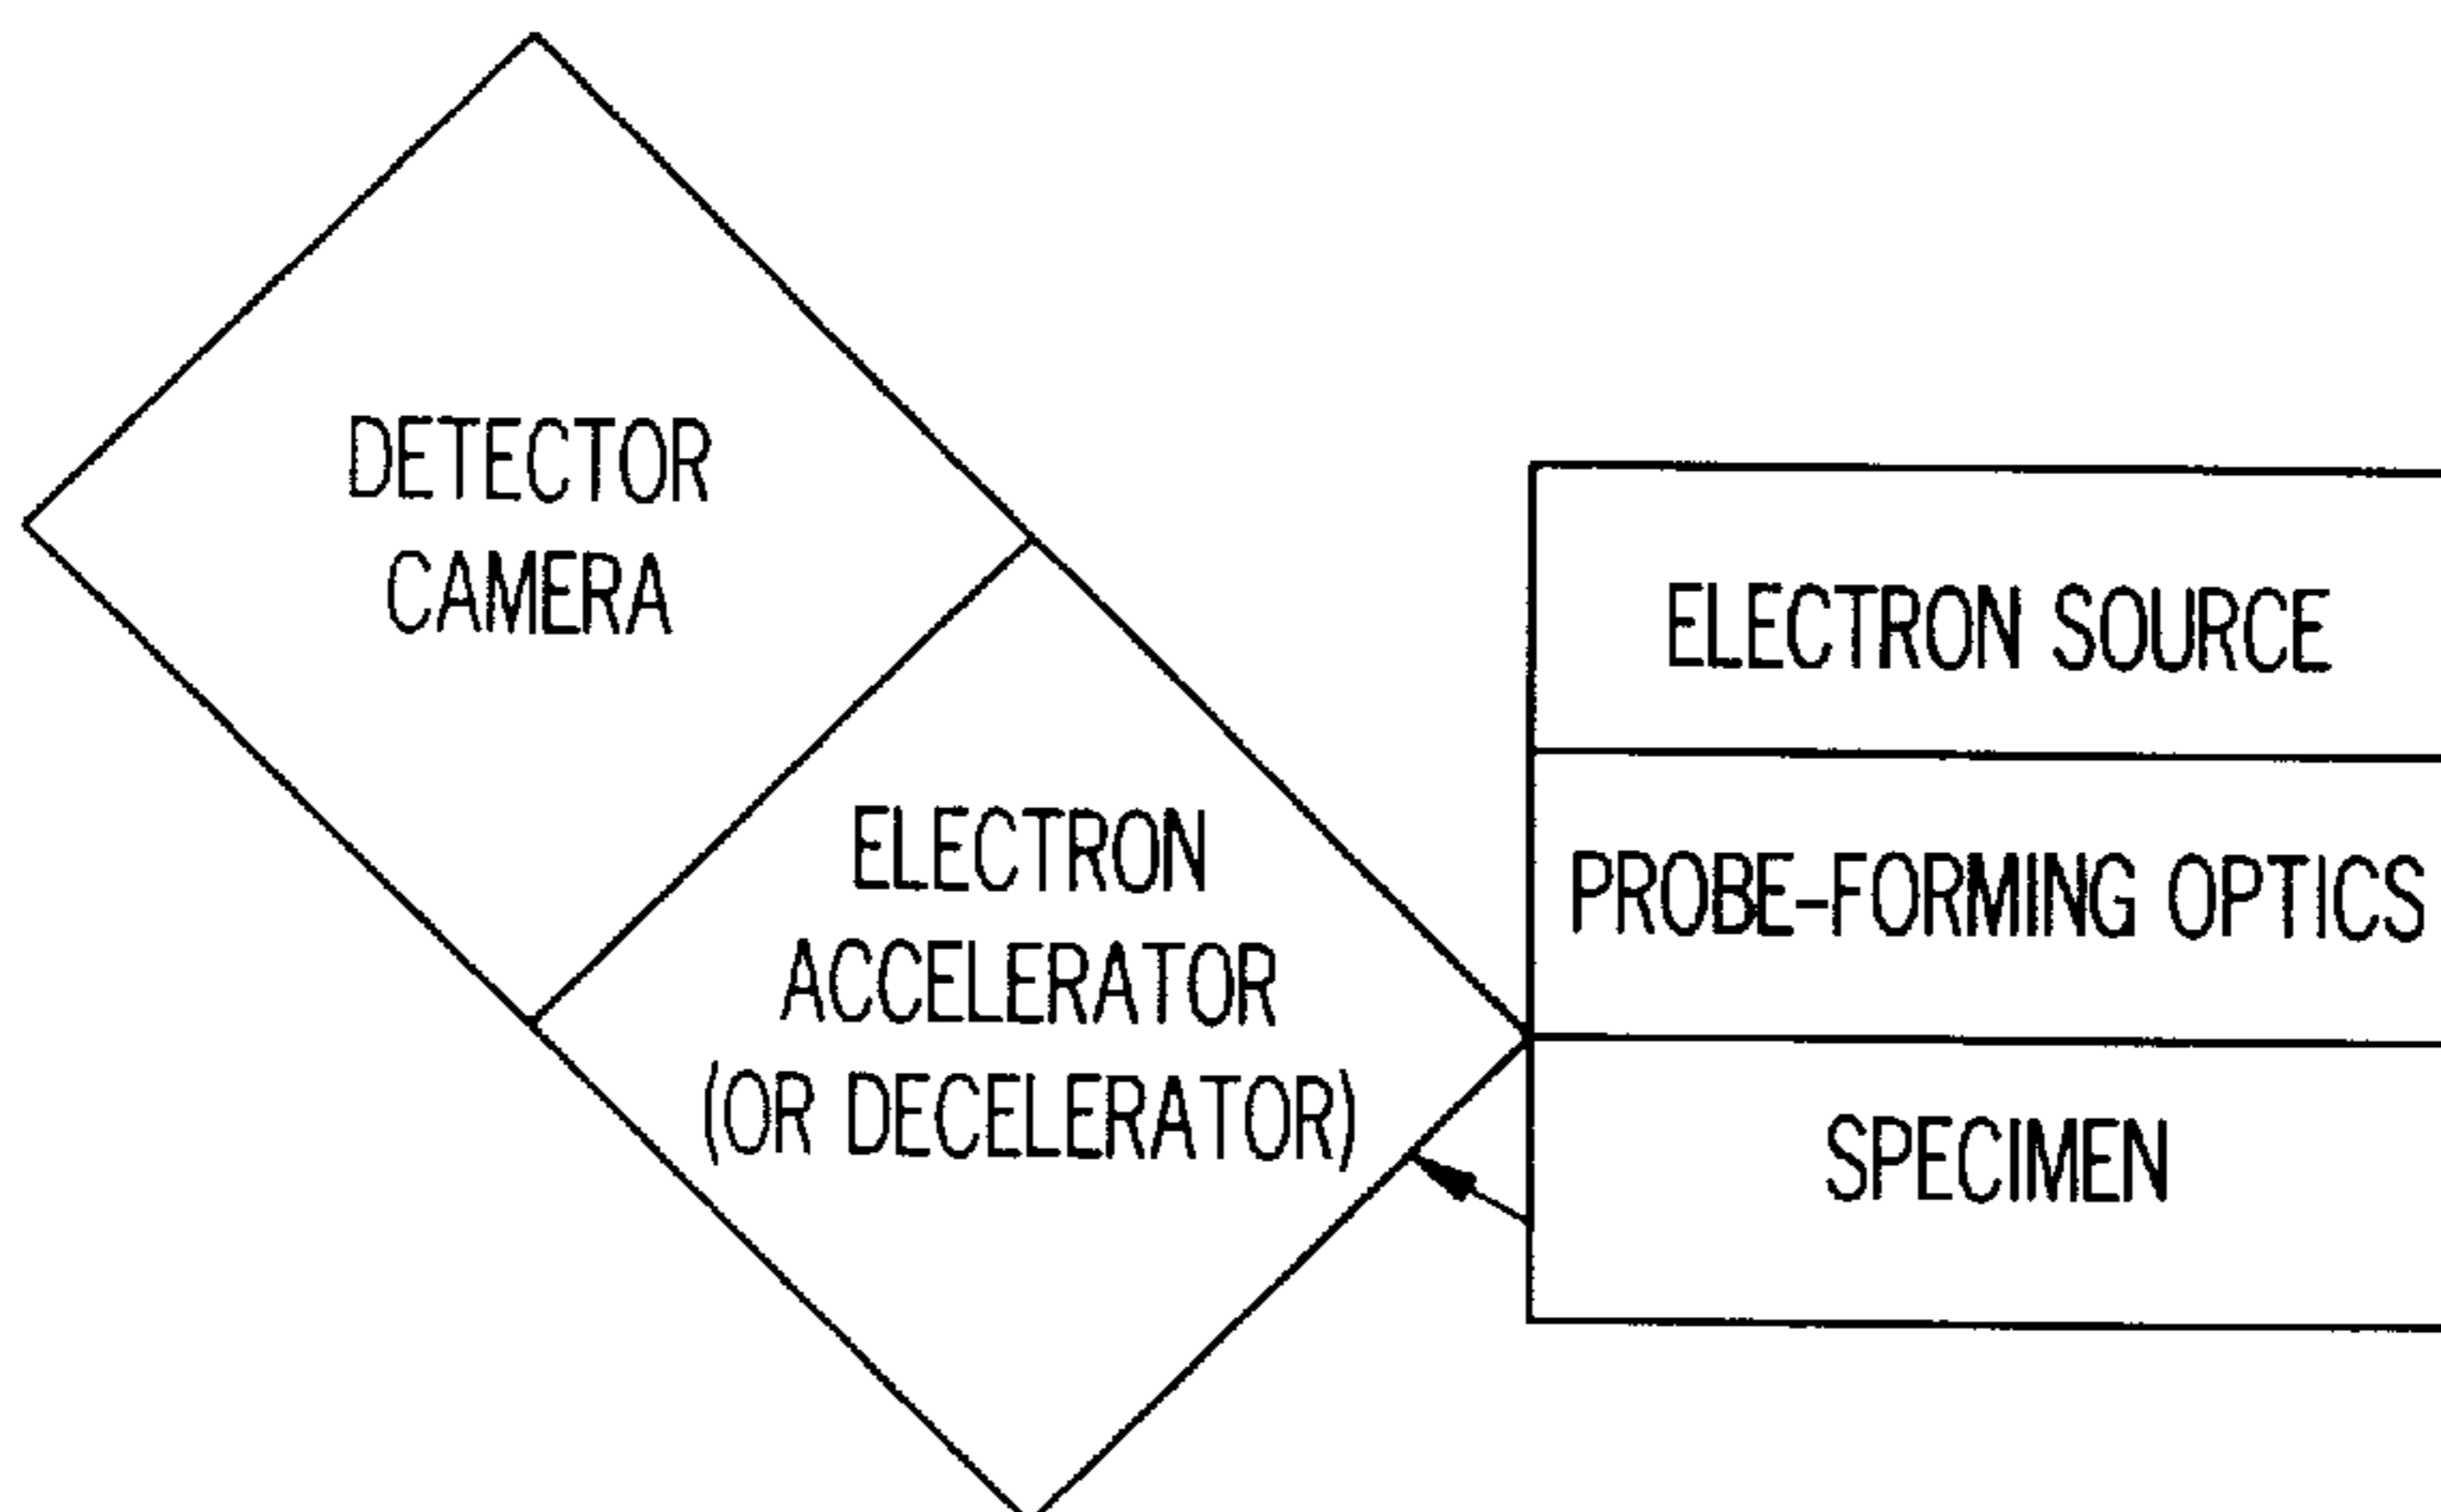 DETECTOR
CAMERA
ELECTRON
ACCELERATOR
(OR DECELERATOR)
ELECTRON SOURCE
PROBE-FORMING OPTICS
SPECIMEN